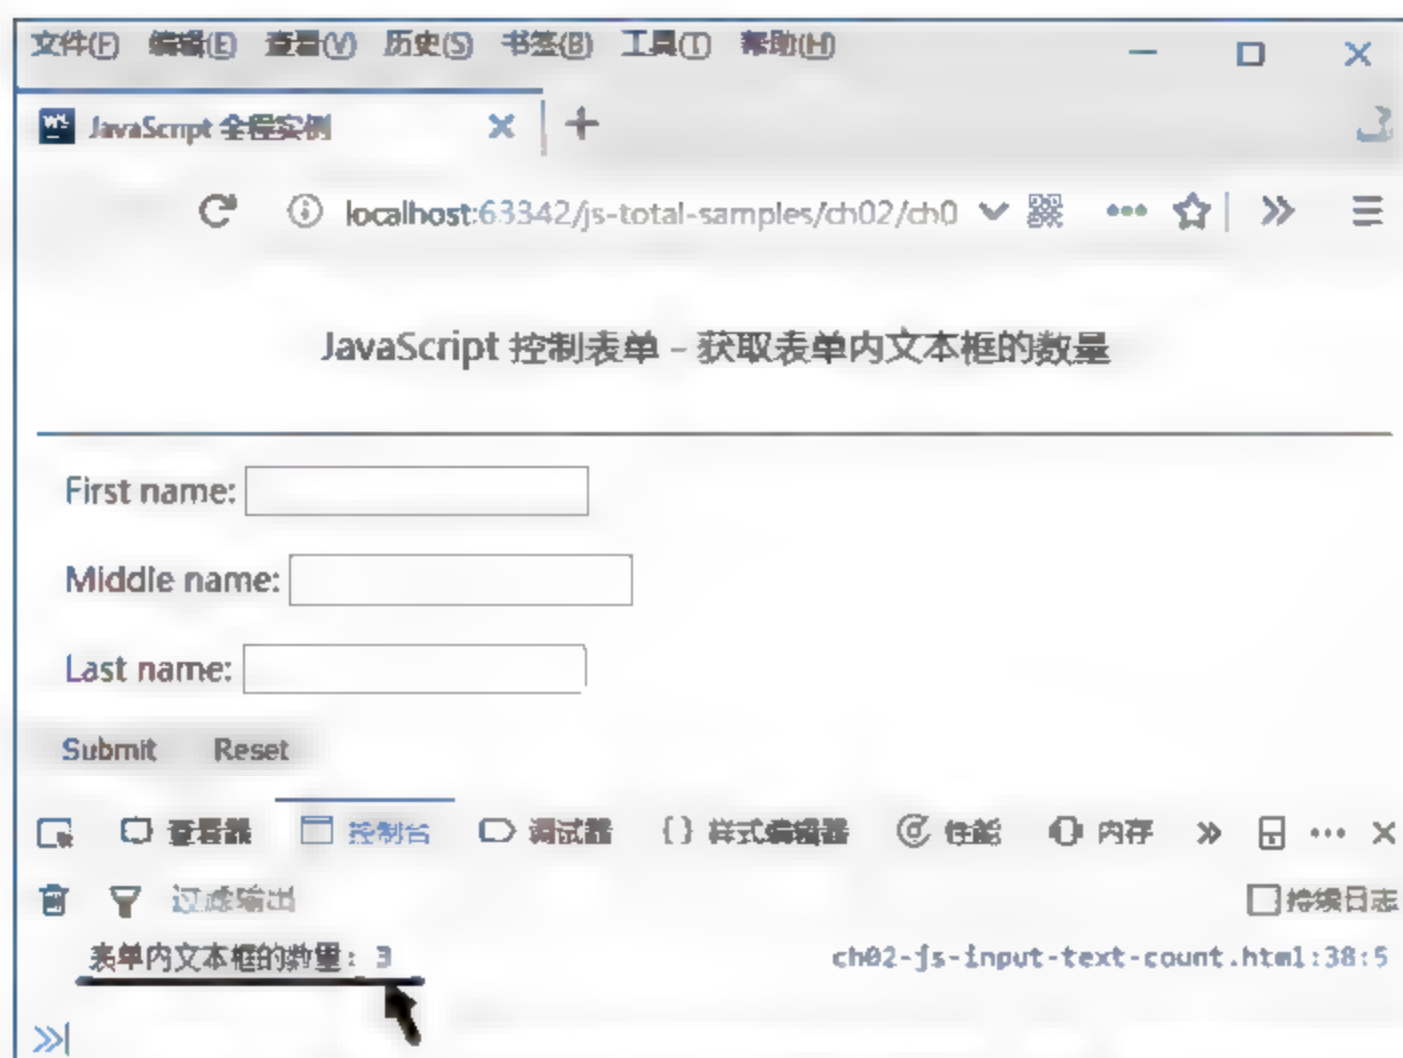 文件(F) 编辑(E) 查看(V) 历史(S) 书签(B) 工具(T) 帮助(H)
JavaScript 全程实例
localhost:63342/js-total-samples/ch02/ch0
JavaScript 控制表单 - 获取表单内文本框的数量
First name:
Middle name:
Last name:
Submit Reset
查看器 控制台 调试器 {} 样式编辑器 性能 内存
过滤输出 持续日志
表单内文本框的数量: 3 ch02-js-input-text-count.html:38:5